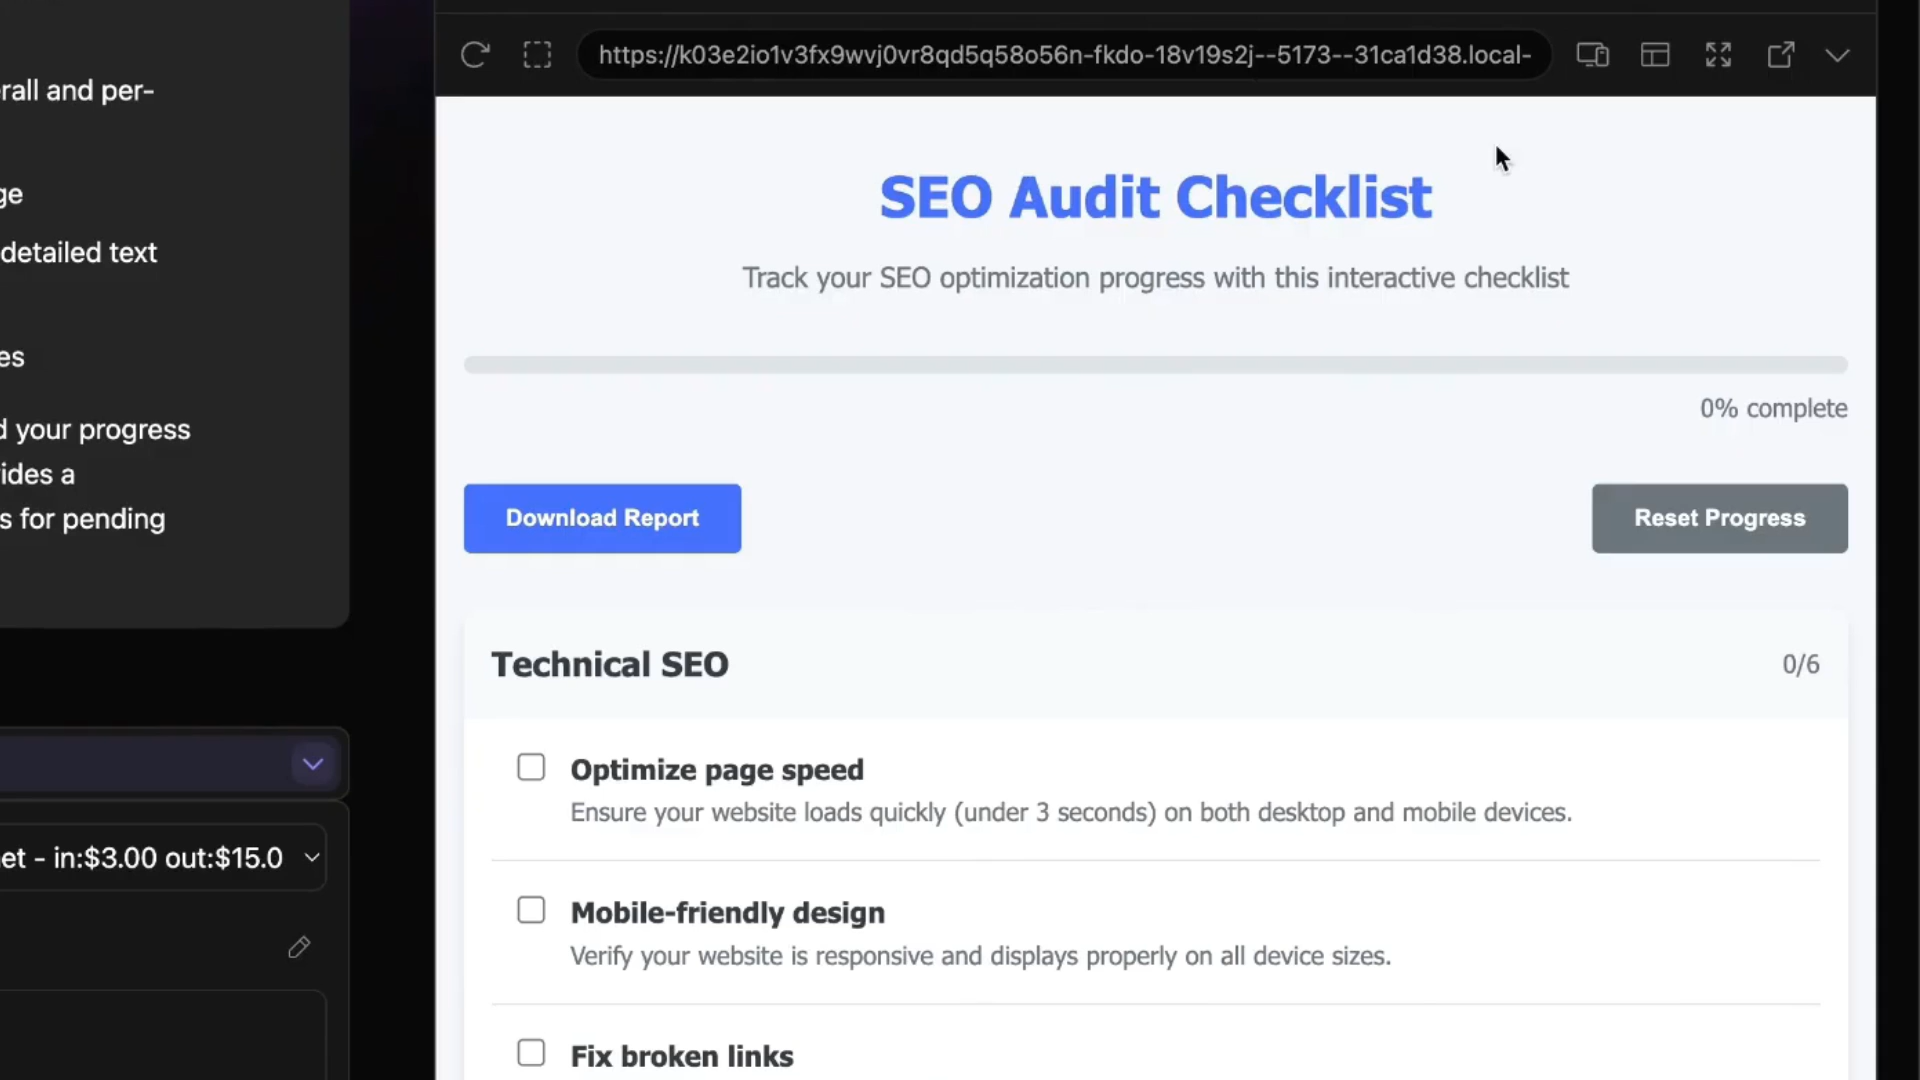 rall and per-
ge
detailed text
es
d your progress
ides a
s for pending
et - in:$3.00 out:$15.0
https://k03e2io1v3fx9wvj0vr8qd5q58o56n-fkdo-18v19s2j--5173--31ca1d38.local-
SEO Audit Checklist
Track your SEO optimization progress with this interactive checklist
0% complete
Download Report
Reset Progress
Technical SEO
0/6
Optimize page speed
Ensure your website loads quickly (under 3 seconds) on both desktop and mobile devices.
Mobile-friendly design
Verify your website is responsive and displays properly on all device sizes.
Fix broken links